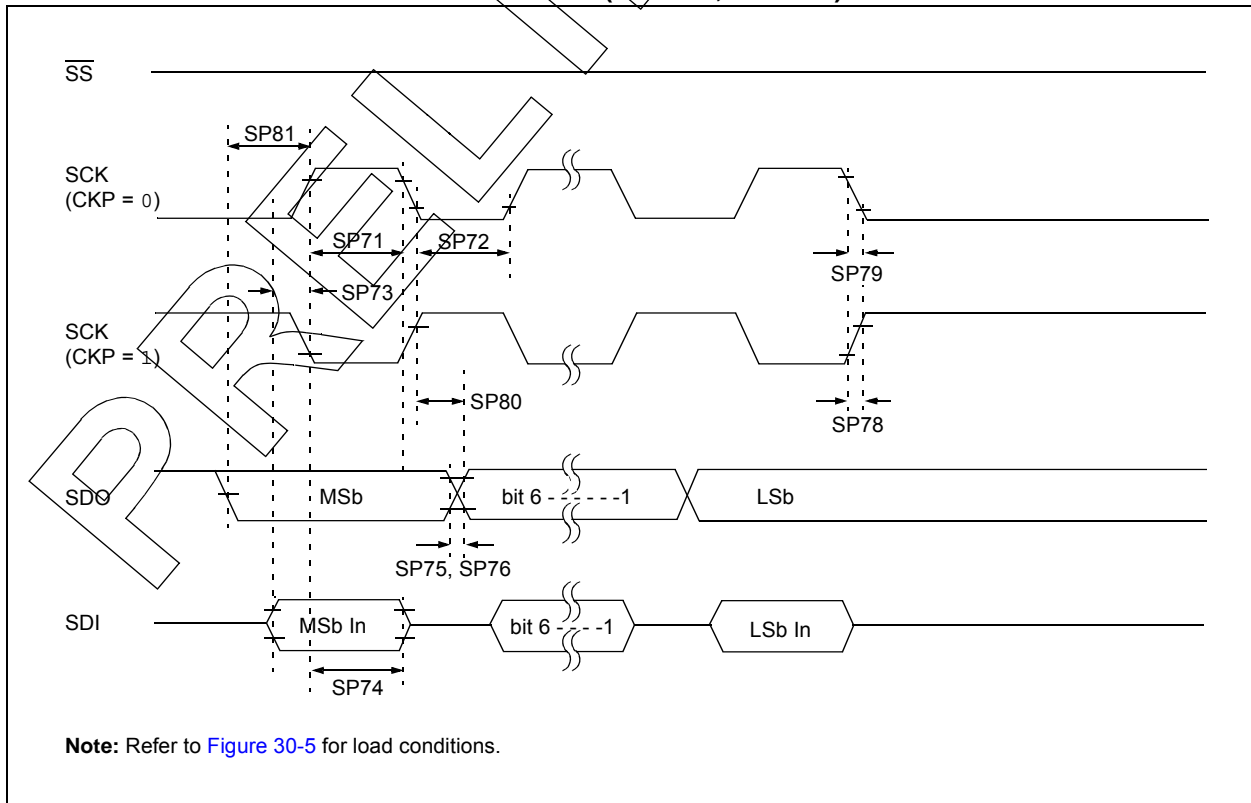 SS
SP81
SCK
(CKP = 0)
SP71
SP72
SP79
SP73
SCK
(CKP = 1)
SP80
SP78
SDO
MSb
bit 6 - - - - - -1
LSb
SP75, SP76
SDI
MSb In
bit 6 - - - -1
LSb In
SP74
Note: Refer to Figure 30-5 for load conditions.